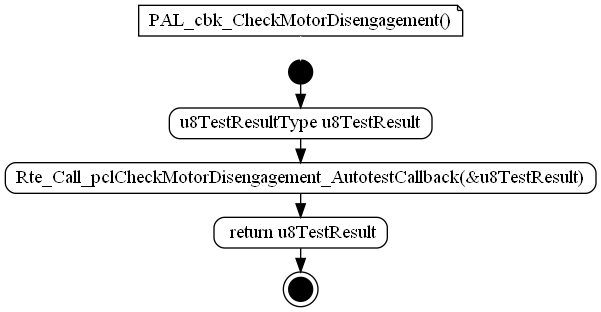 PAL_cbk_CheckMotorDisengagement()
u8TestResultType u8TestResult
Rte_Call_pclCheckMotorDisengagement_AutotestCallback(&u8TestResult)
return u8TestResult